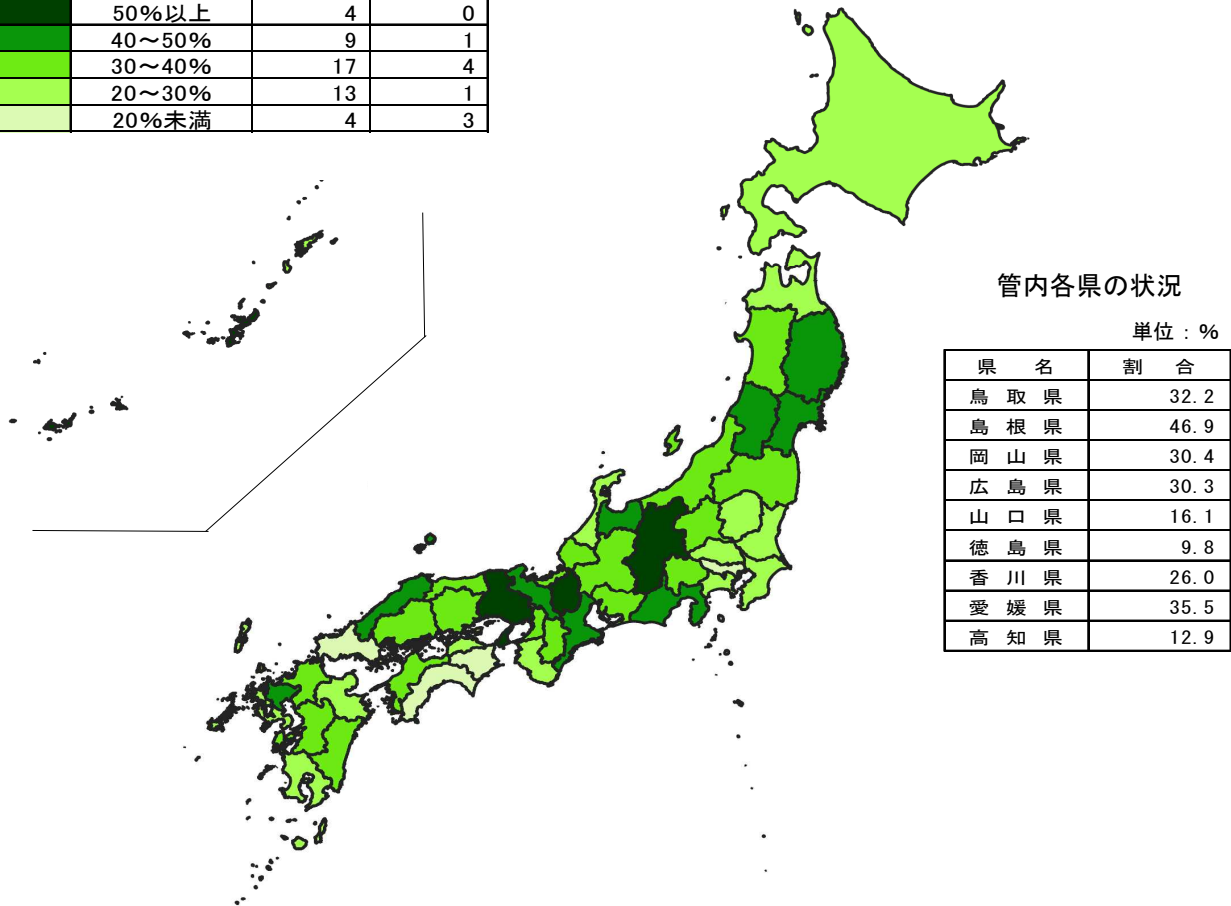 50%以上 4 0
40～50% 9 1
30～40% 17 4
20～30% 13 1
20%未満 4 3
管内各県の状況
単位：%
県 名 割 合
鳥 取 県 32.2
島 根 県 46.9
岡 山 県 30.4
広 島 県 30.3
山 口 県 16.1
徳 島 県 9.8
香 川 県 26.0
愛 媛 県 35.5
高 知 県 12.9